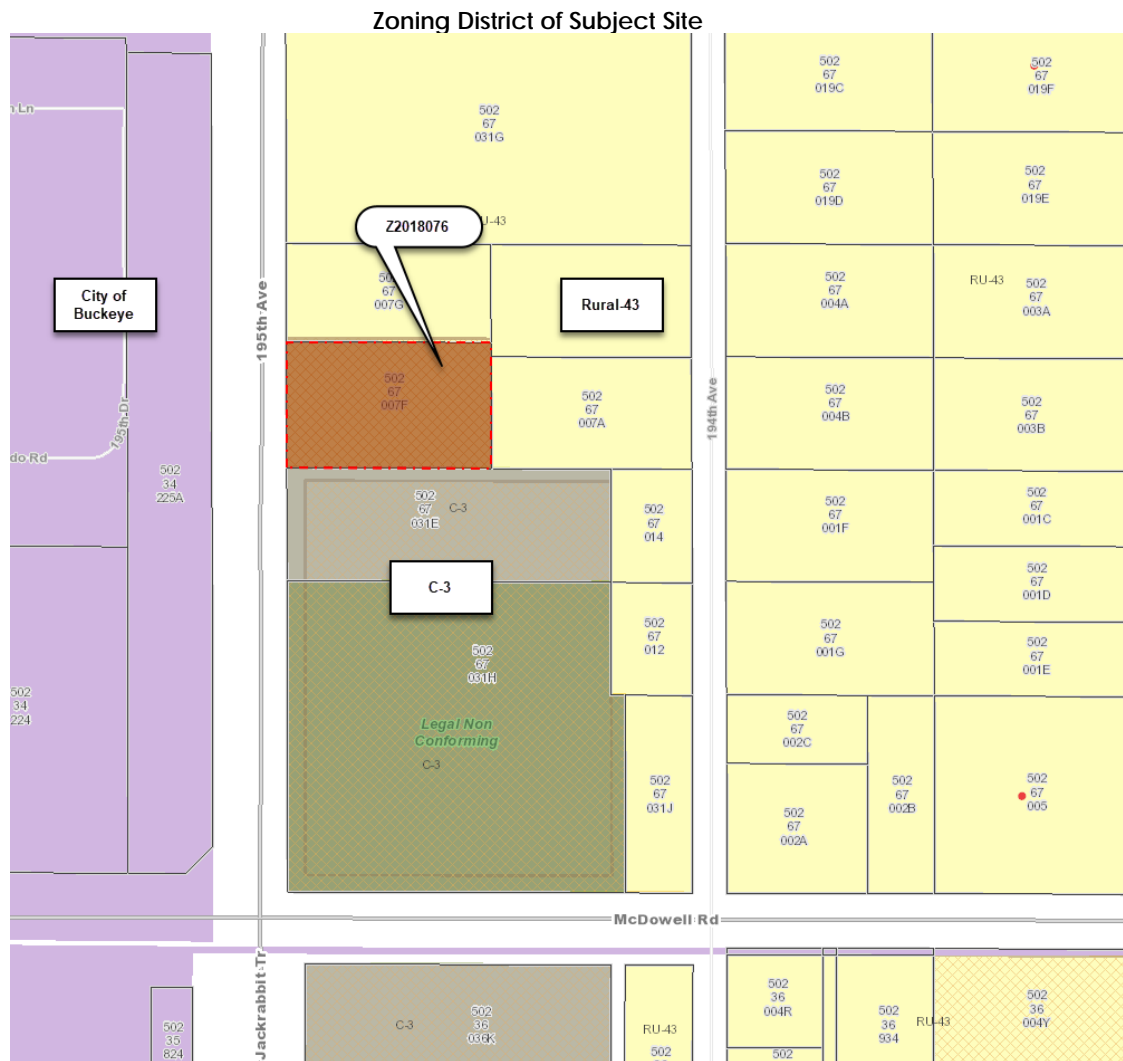 Zoning District of Subject Site
502
67
019C
502
67
019F
n Ln
502
67
031G
502
67
019D
502
67
019E
Z2018076
U-43
City of
Buckeye
195th Ave
50
67
007G
Rural-43
502
67
004A
RU-43
502
67
003A
502
67
007F
502
67
007A
194th Ave
502
67
004B
502
67
003B
195th Dr
do Rd
502
34
225A
502
67
031E
C-3
502
67
014
502
67
001F
502
67
001C
C-3
502
67
001D
502
67
031H
502
67
012
502
67
001G
502
67
001E
502
34
224
Legal Non
Conforming
C-3
502
67
002C
502
67
031J
502
67
002A
502
67
002B
502
67
005
McDowell Rd
Jackrabbit Tr
502
35
824
C-3
502
36
036K
RU-43
502
502
36
004R
502
502
36
934
RU-43
502
36
004Y